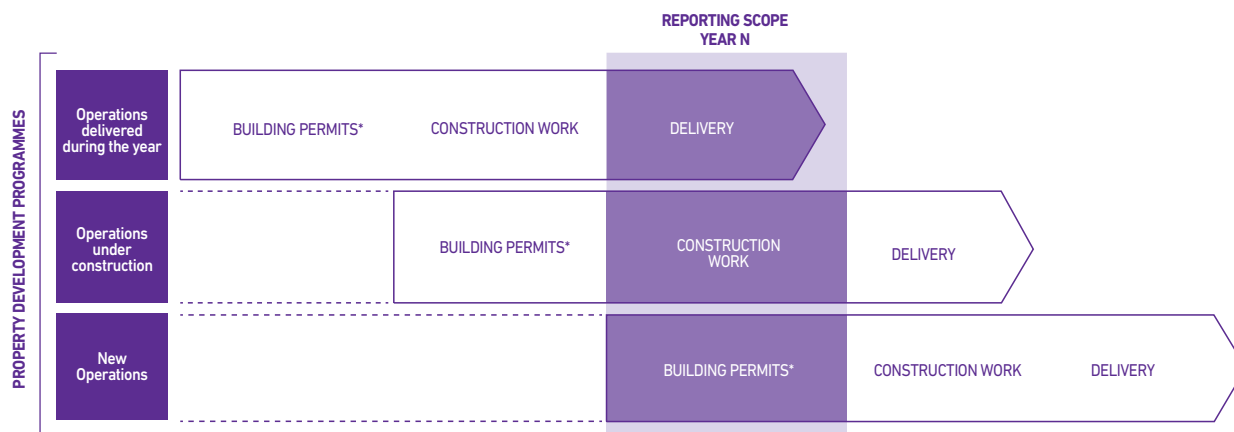 REPORTING SCOPE
YEAR N
PROPERTY DEVELOPMENT PROGRAMMES
Operations
delivered
during the year
BUILDING PERMITS*
CONSTRUCTION WORK
DELIVERY
Operations
under
construction
BUILDING PERMITS*
CONSTRUCTION
WORK
DELIVERY
New
Operations
BUILDING PERMITS*
CONSTRUCTION WORK
DELIVERY